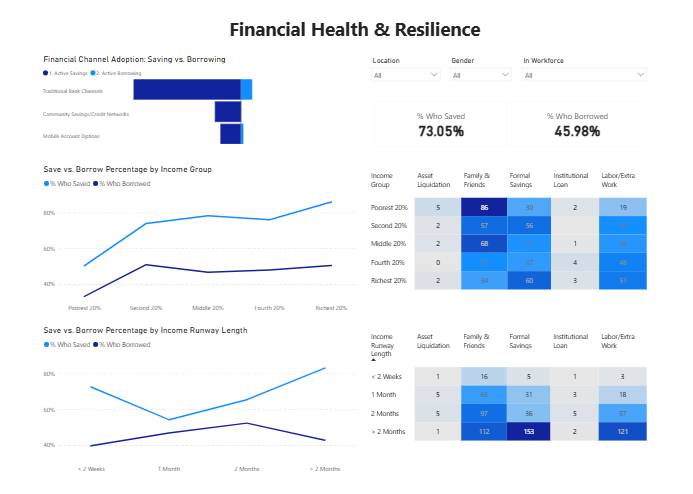 Financial Health & Resilience
Financial Channel Adoption: Saving vs. Borrowing
1. Active Savings 2. Active Borrowing
Traditional Bank Channels
Community Savings/Credit Networks
Mobile Account Options
Location Gender In Workforce
All All All
% Who Saved % Who Borrowed
73.05% 45.98%
Save vs. Borrow Percentage by Income Group
% Who Saved % Who Borrowed
80%
40%
Poorest 20% Second 20% Middle 20% Fourth 20% Richest 20%
Income Group Asset Liquidation Family & Friends Formal Savings Institutional Loan Labor/Extra Work
Poorest 20% 5 86 2 19
Second 20% 2 57 56
Middle 20% 2 68 1
Fourth 20% 0 4
Richest 20% 2 60 3
Save vs. Borrow Percentage by Income Runway Length
% Who Saved % Who Borrowed
80%
60%
40%
< 2 Weeks 1 Month 2 Months > 2 Months
Income Runway Length Asset Liquidation Family & Friends Formal Savings Institutional Loan Labor/Extra Work
< 2 Weeks 1 16 5 1 3
1 Month 5 31 3 18
2 Months 5 97 36 5
> 2 Months 1 112 153 2 121